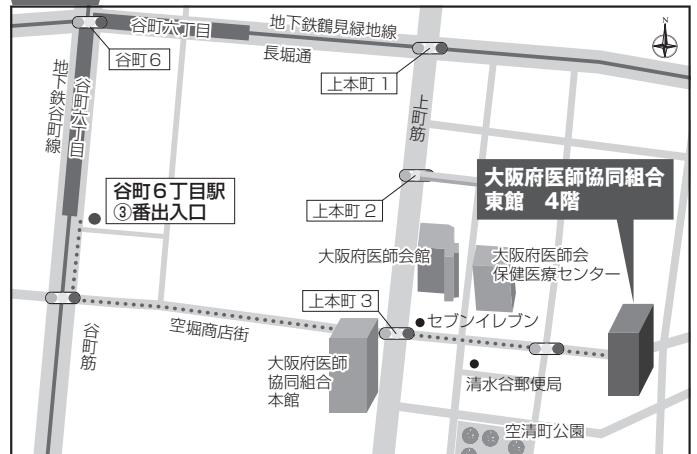 谷町六丁目
地下鉄鶴見緑地線
N
谷町6
長堀通
上本町1
地下鉄谷町線
谷町六丁目
上町筋
大阪府医師協同組合
東館 4階
谷町6丁目駅
③番出入口
上本町2
大阪府医師会館
大阪府医師会
保健医療センター
上本町3
セブンイレブン
空堀商店街
谷町筋
大阪府医師
協同組合
本館
清水谷郵便局
空清町公園